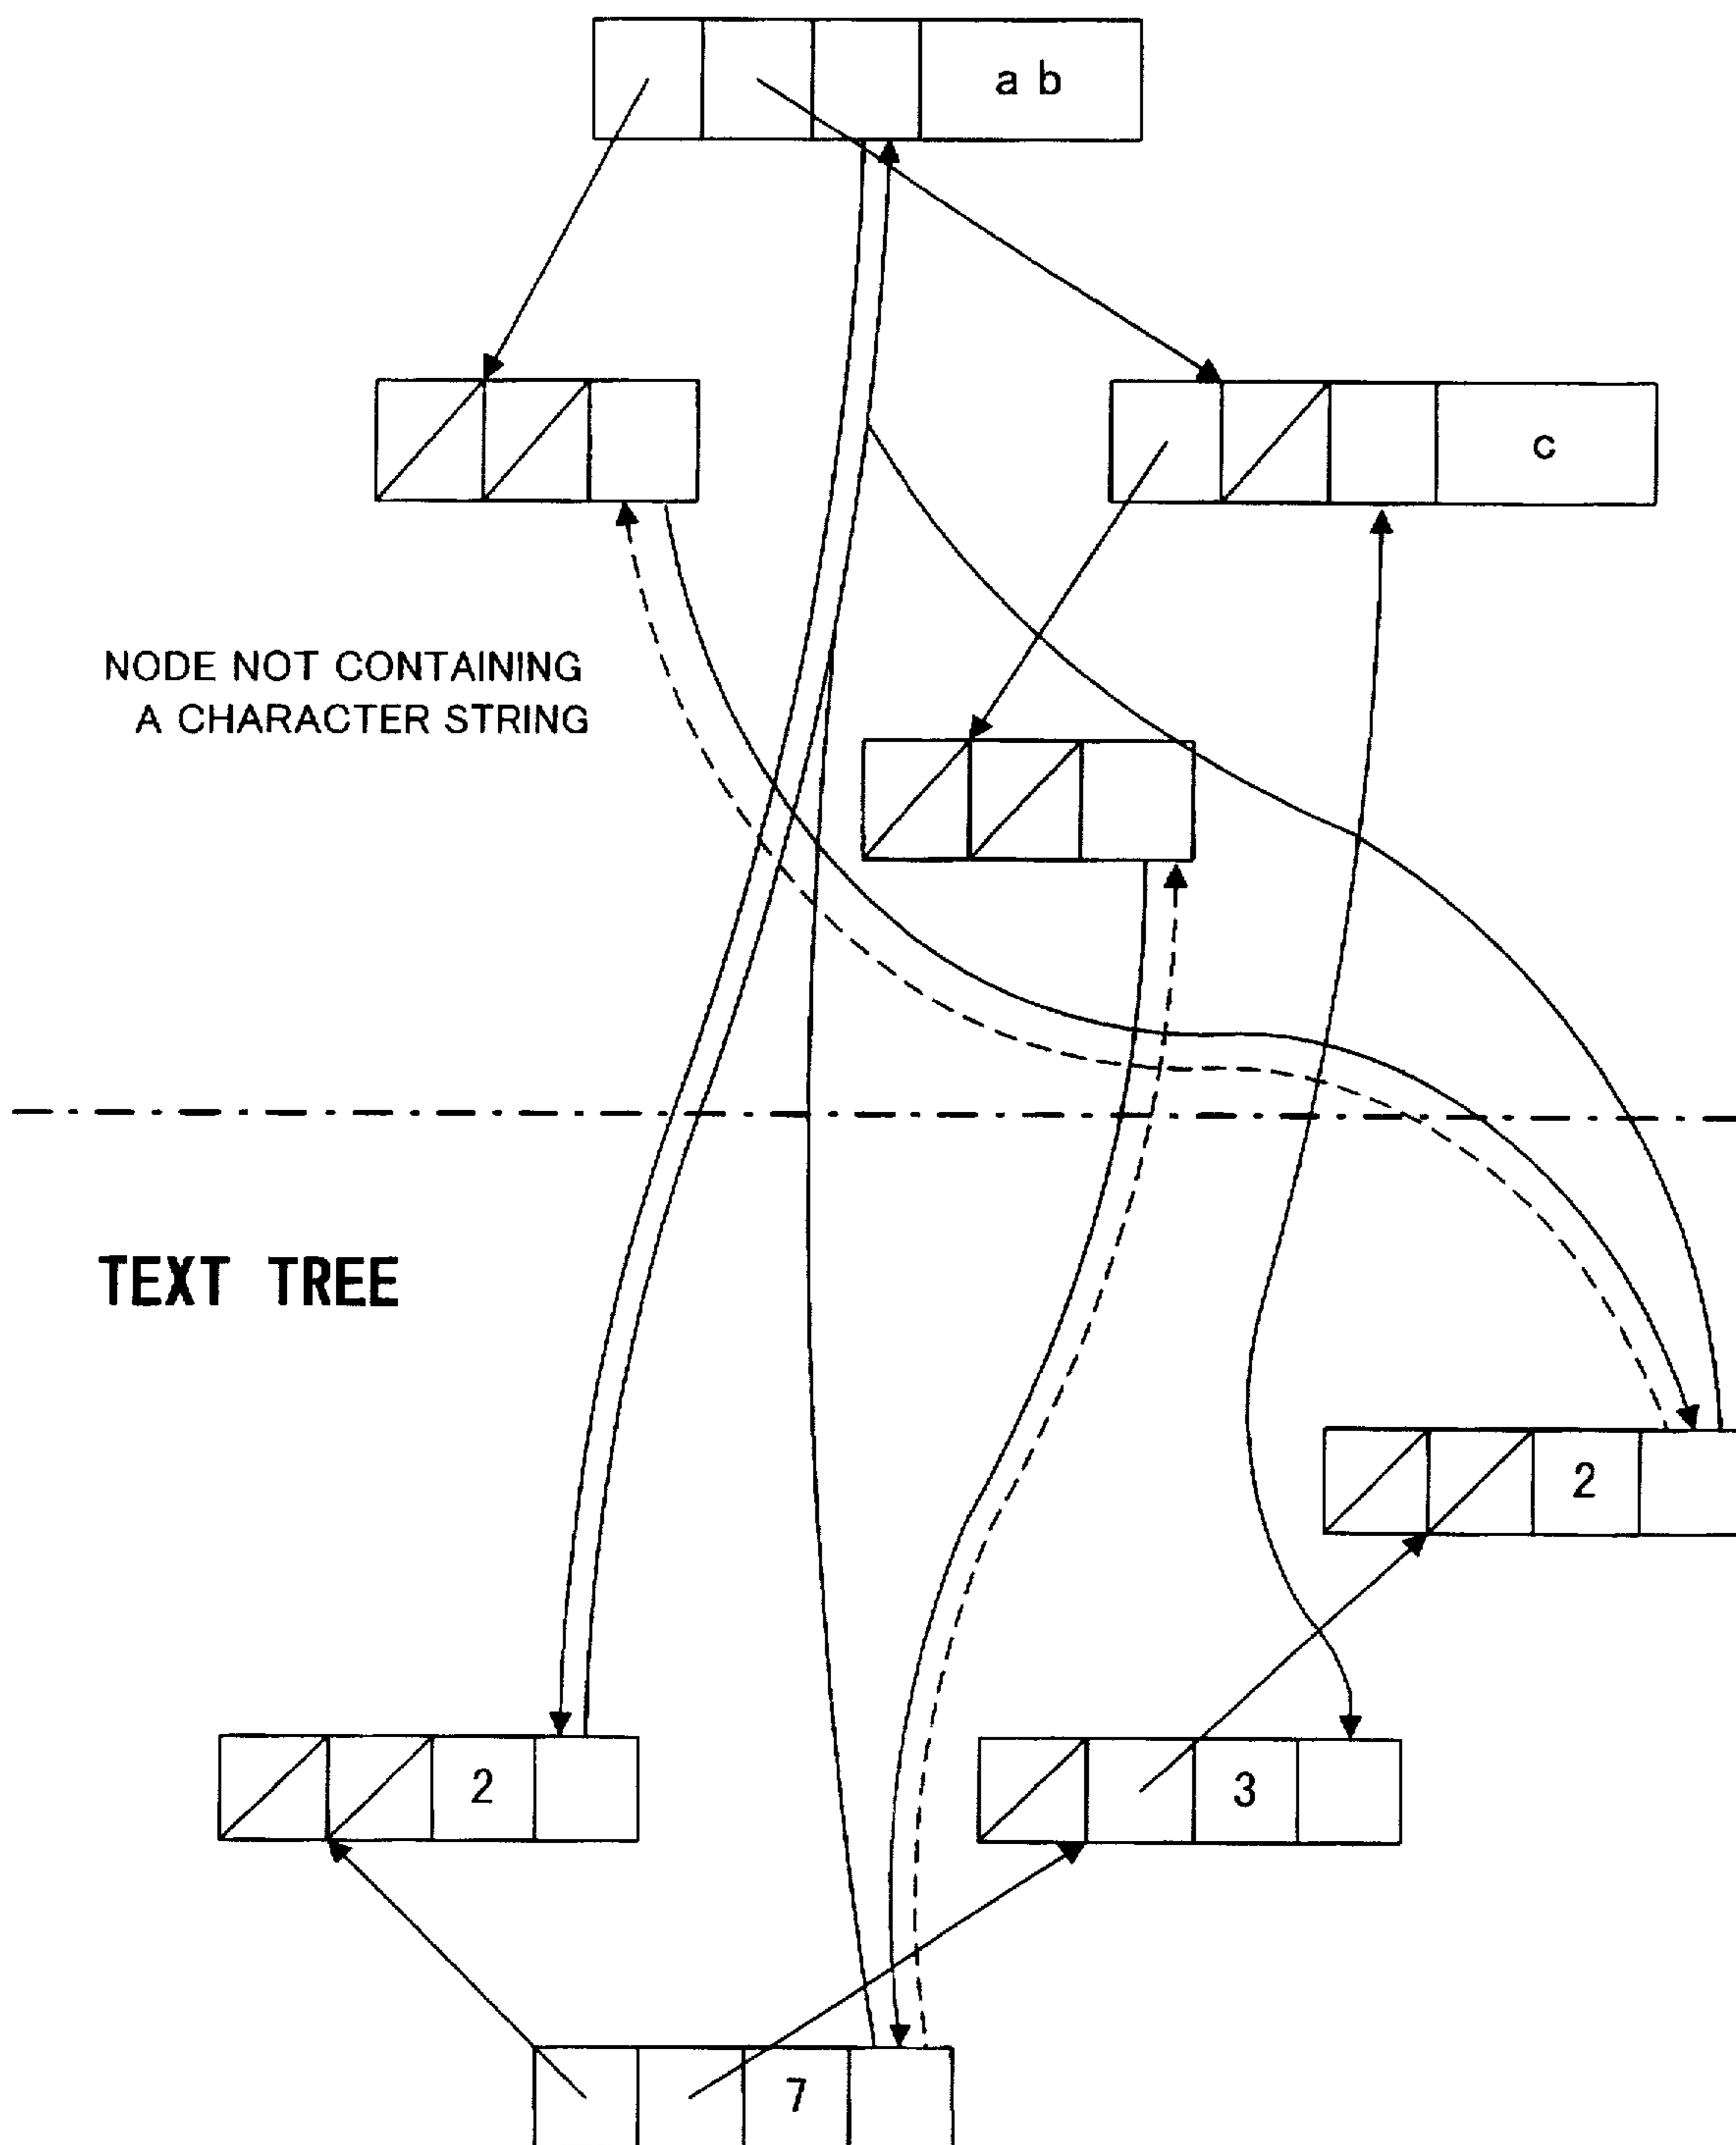 a b
c
NODE NOT CONTAINING
A CHARACTER STRING
TEXT TREE
2
2
3
7